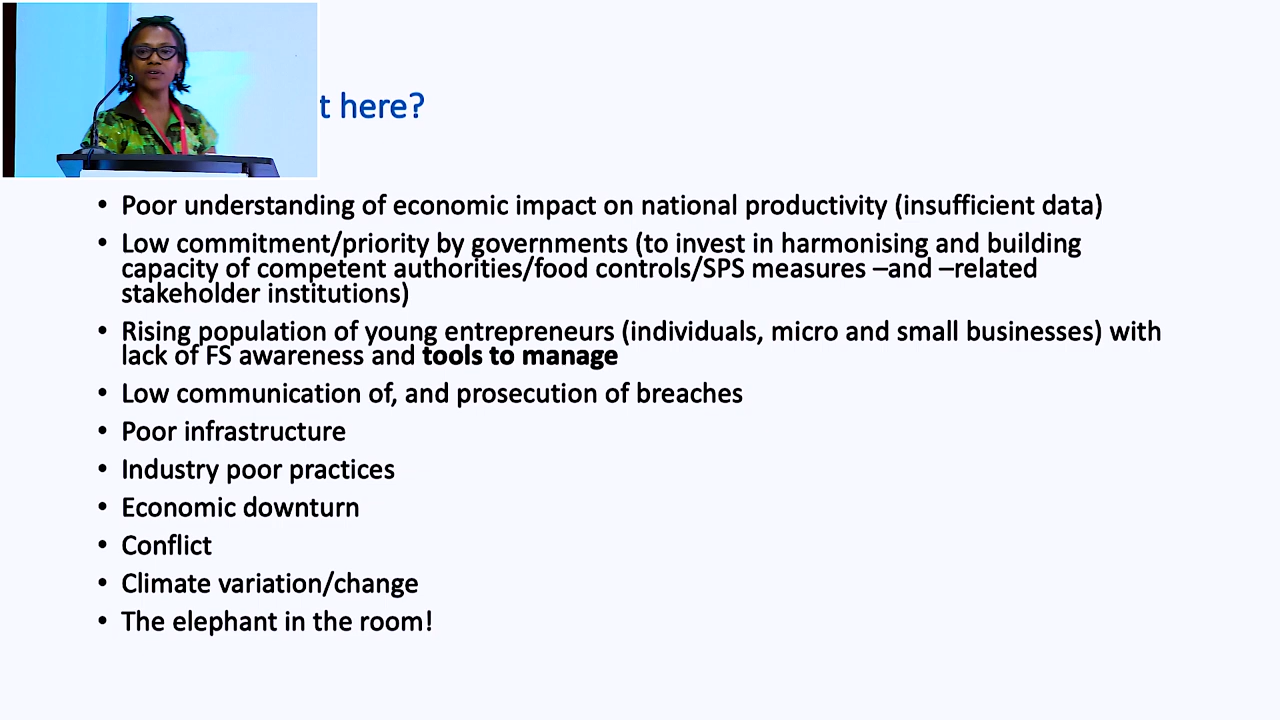 t here?
• Poor understanding of economic impact on national productivity (insufficient data)
• Low commitment/priority by governments (to invest in harmonising and building
capacity of competent authorities/food controls/SPS measures –and –related
stakeholder institutions)
• Rising population of young entrepreneurs (individuals, micro and small businesses) with
lack of FS awareness and tools to manage
• Low communication of, and prosecution of breaches
• Poor infrastructure
• Industry poor practices
• Economic downturn
• Conflict
• Climate variation/change
• The elephant in the room!